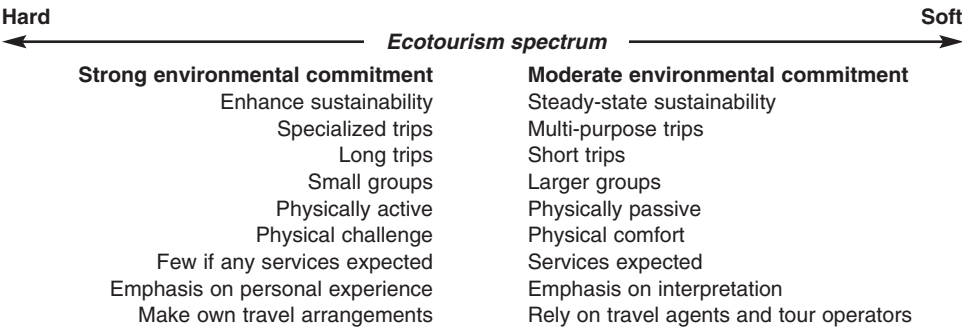 Hard Soft
Ecotourism spectrum
Strong environmental commitment Moderate environmental commitment
Enhance sustainability Steady-state sustainability
Specialized trips Multi-purpose trips
Long trips Short trips
Small groups Larger groups
Physically active Physically passive
Physical challenge Physical comfort
Few if any services expected Services expected
Emphasis on personal experience Emphasis on interpretation
Make own travel arrangements Rely on travel agents and tour operators